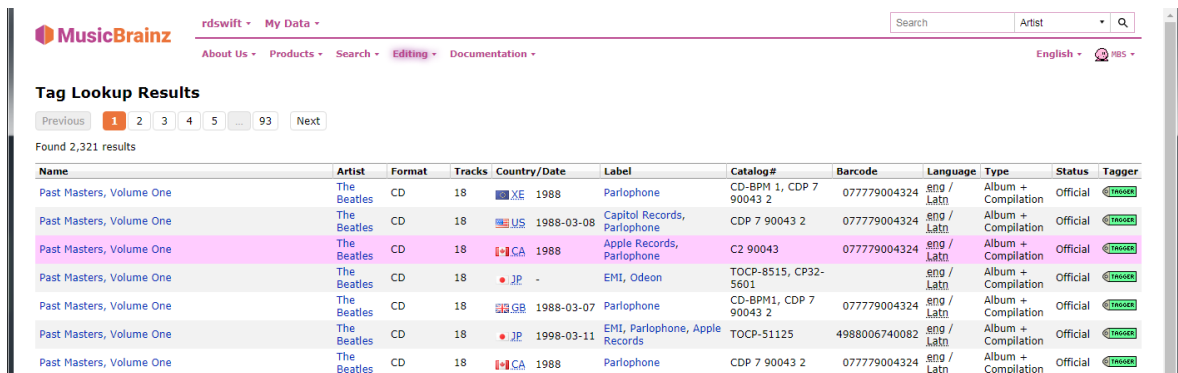 MusicBrainz
rdswift ▾ My Data ▾
Search Artist
About Us ▾ Products ▾ Search ▾ Editing ▾ Documentation ▾
English ▾ MBS ▾
Tag Lookup Results
Previous 1 2 3 4 5 ... 93 Next
Found 2,321 results
Name Artist Format Tracks Country/Date Label Catalog# Barcode Language Type Status Tagger
Past Masters, Volume One The Beatles CD 18 XE 1988 Parlophone CD-BPM 1, CDP 7 90043 2 077779004324 eng / Latn Album + Compilation Official TAGGER
Past Masters, Volume One The Beatles CD 18 US 1988-03-08 Capitol Records, Parlophone CDP 7 90043 2 077779004324 eng / Latn Album + Compilation Official TAGGER
Past Masters, Volume One The Beatles CD 18 CA 1988 Apple Records, Parlophone C2 90043 077779004324 eng / Latn Album + Compilation Official TAGGER
Past Masters, Volume One The Beatles CD 18 JP - EMI, Odeon TOCP-8515, CP32-5601 eng / Latn Album + Compilation Official TAGGER
Past Masters, Volume One The Beatles CD 18 GB 1988-03-07 Parlophone CD-BPM1, CDP 7 90043 2 077779004324 eng / Latn Album + Compilation Official TAGGER
Past Masters, Volume One The Beatles CD 18 JP 1998-03-11 EMI, Parlophone, Apple Records TOCP-51125 4988006740082 eng / Latn Album + Compilation Official TAGGER
Past Masters, Volume One The Beatles CD 18 CA 1988 Parlophone CDP 7 90043 2 077779004324 eng / Latn Album + Compilation Official TAGGER